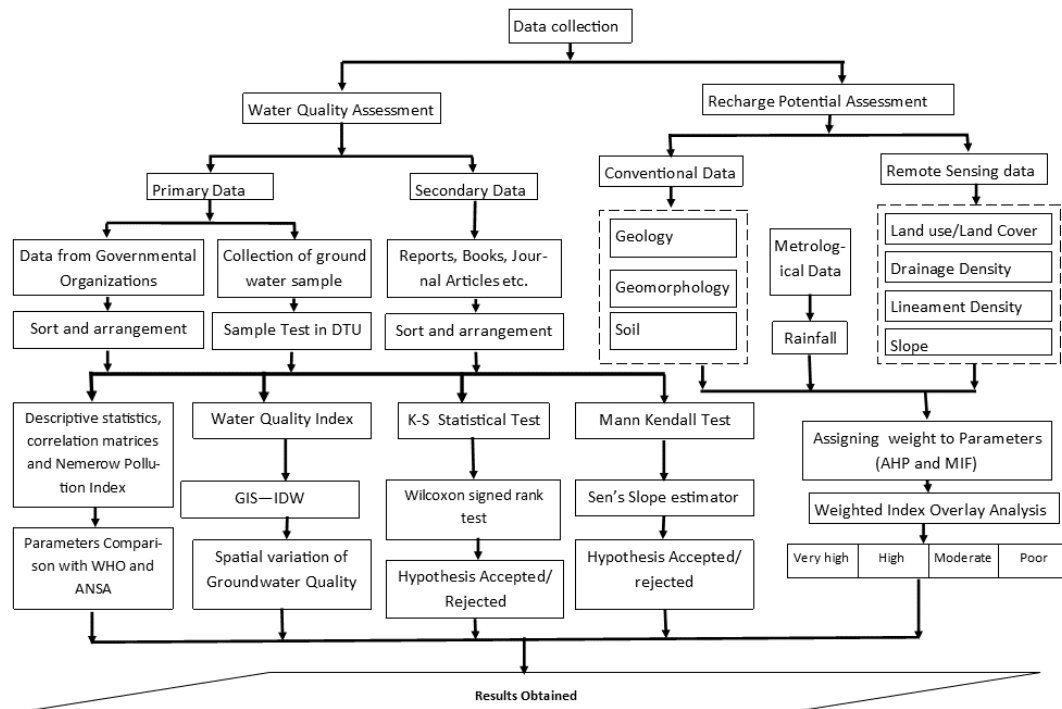 Data collection
Water Quality Assessment
Recharge Potential Assessment
Primary Data
Secondary Data
Conventional Data
Remote Sensing data
Data from Governmental
Organizations
Collection of ground
water sample
Reports, Books, Jour-
nal Articles etc.
Geology
Geomorphology
Soil
Metrolog-
ical Data
Rainfall
Land use/Land Cover
Drainage Density
Lineament Density
Slope
Sort and arrangement
Sample Test in DTU
Sort and arrangement
Descriptive statistics,
correlation matrices
and Nemerow Pollu-
tion Index
Water Quality Index
K-S Statistical Test
Mann Kendall Test
Assigning weight to Parameters
(AHP and MIF)
GIS—IDW
Wilcoxon signed rank
test
Sen's Slope estimator
Weighted Index Overlay Analysis
Parameters Compari-
son with WHO and
ANSA
Spatial variation of
Groundwater Quality
Hypothesis Accepted/
Rejected
Hypothesis Accepted/
rejected
Very high
High
Moderate
Poor
Results Obtained